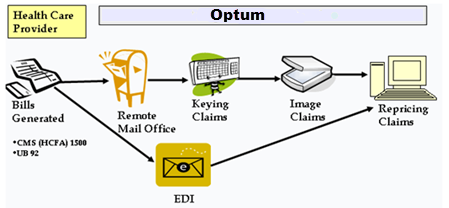 Health Care
Provider
Optum
Bills
Generated
Remote
Mail Office
Keying
Claims
Image
Claims
Repricing
Claims
•CMS (HCFA) 1500
•UB 92
e
EDI